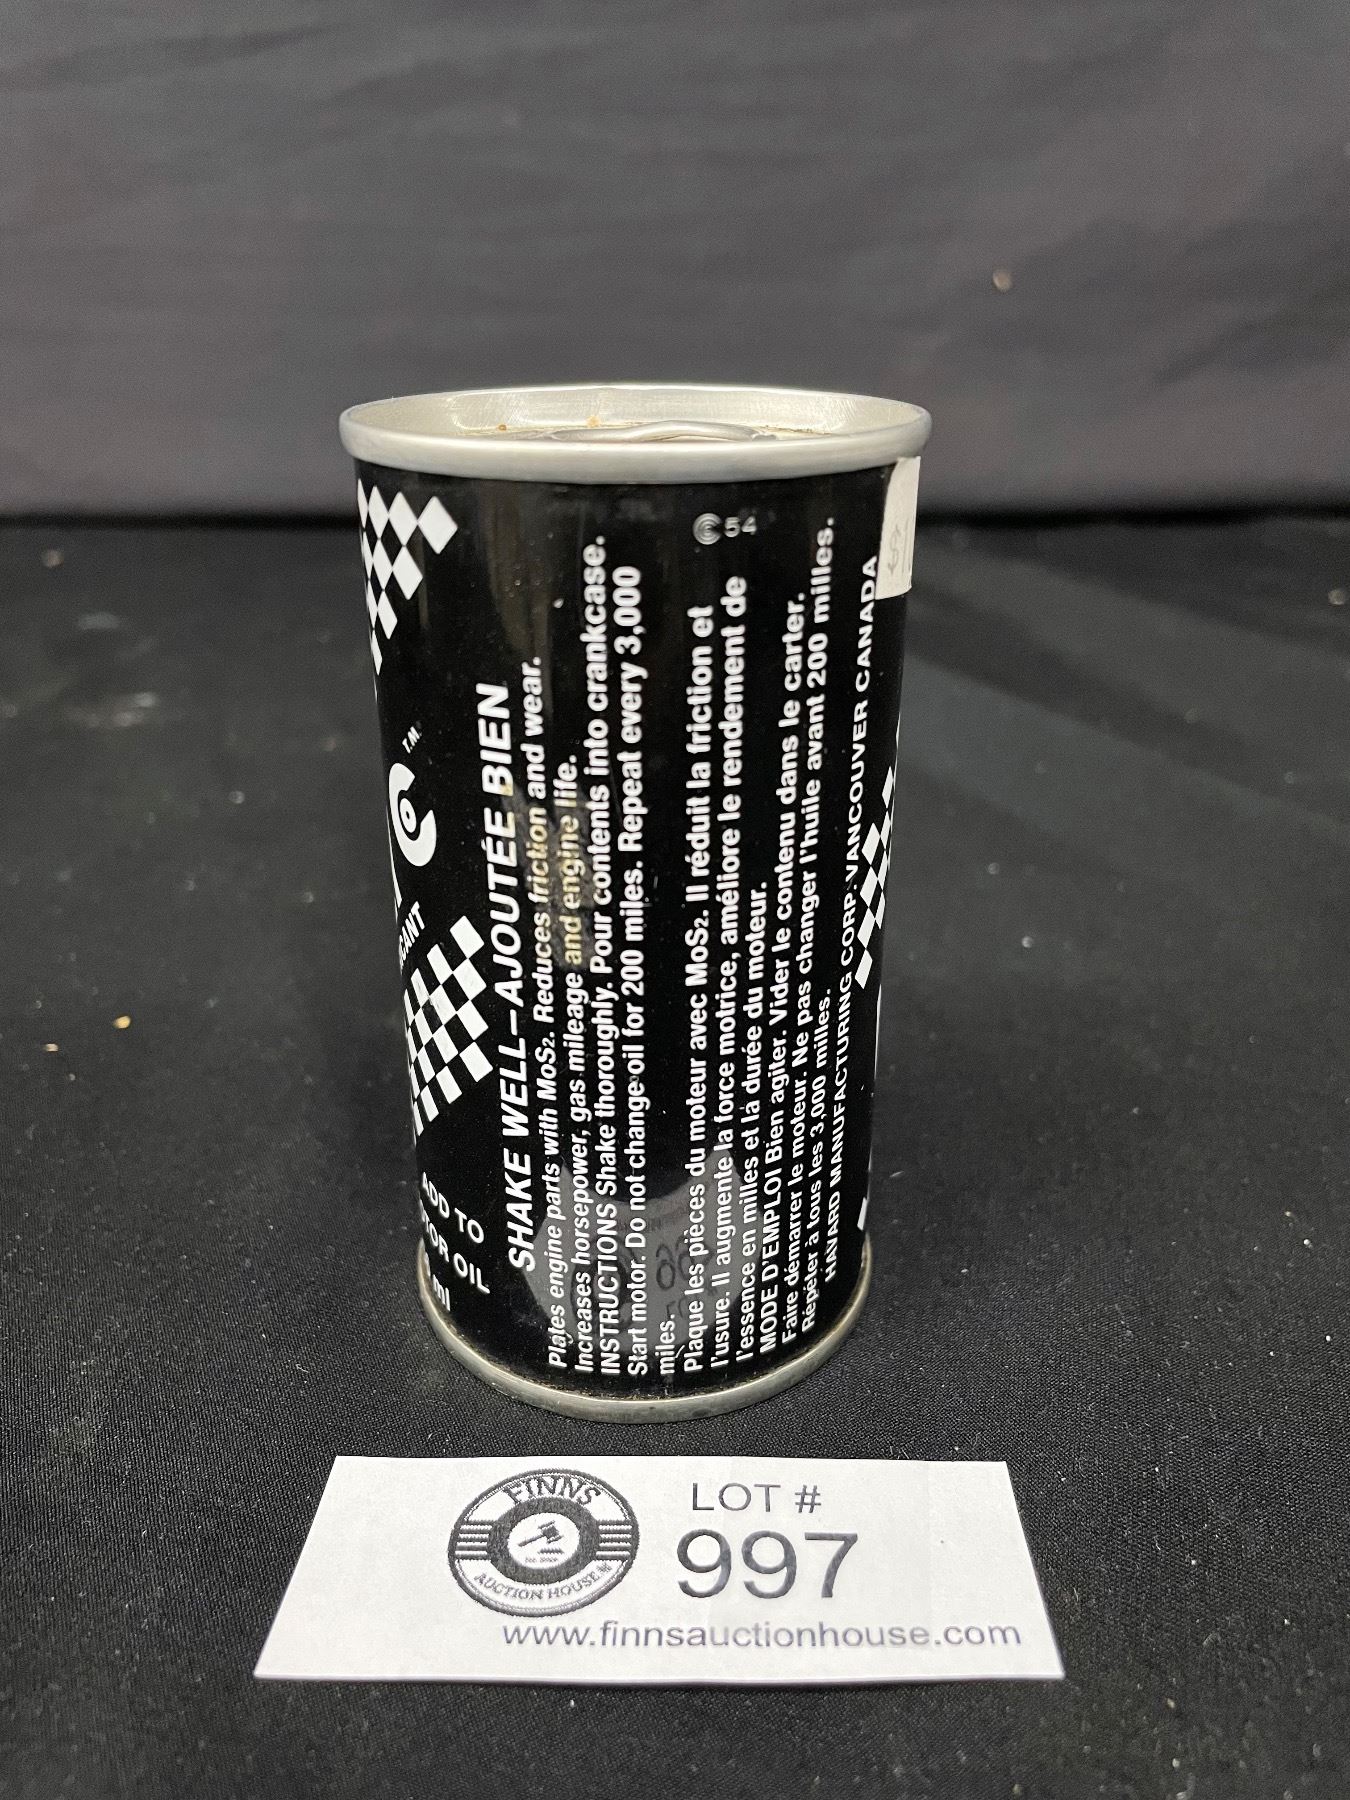 T.M.
ADD TO
OIL
ml
SHAKE WELL–AJOUTÉE BIEN
Plates engine parts with MoS2. Reduces friction and wear.
Increases horsepower, gas mileage and engine life.
INSTRUCTIONS Shake thoroughly. Pour contents into crankcase.
Start motor. Do not change oil for 200 miles. Repeat every 3,000
miles.
© 54
Plaque les pièces du moteur avec MoS2. Il réduit la friction et
l'usure. Il augmente la force motrice, améliore le rendement de
l'essence en milles et la durée du moteur.
MODE D'EMPLOI Bien agiter. Vider le contenu dans le carter.
Faire démarrer le moteur. Ne pas changer l'huile avant 200 milles.
Répéter à tous les 3,000 milles.
HAVARD MANUFACTURING CORP. VANCOUVER CANADA
FINNS
AUCTION HOUSE
LOT #
997
www.finnsauctionhouse.com